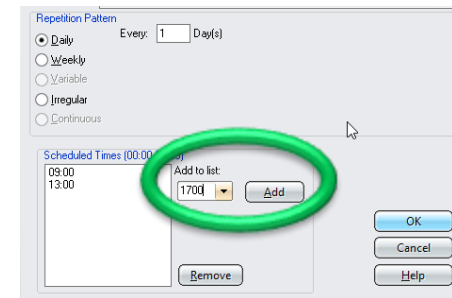 Repetition Pattern
Daily
Every: 1 Day(s)
Weekly
Variable
Irregular
Continuous
Scheduled Times (00:00
Add to list:
09:00
13:00
1700
Add
Remove
OK
Cancel
Help